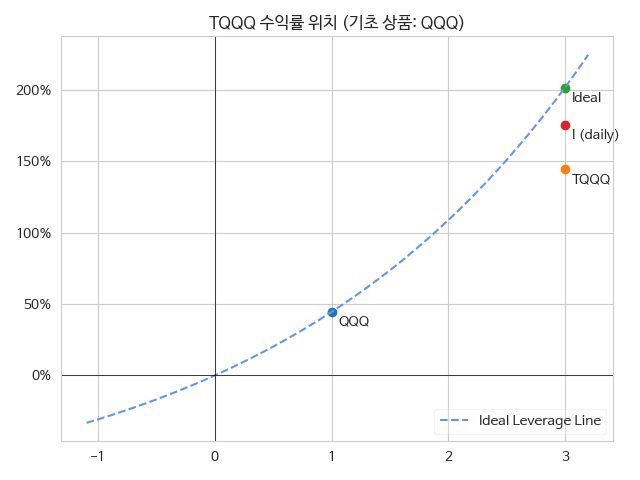 TQQQ 수익률 위치 (기초 상품: QQQ)
200%
150%
100%
50%
0%
Ideal
I (daily)
TQQQ
QQQ
Ideal Leverage Line
−1
0
1
2
3